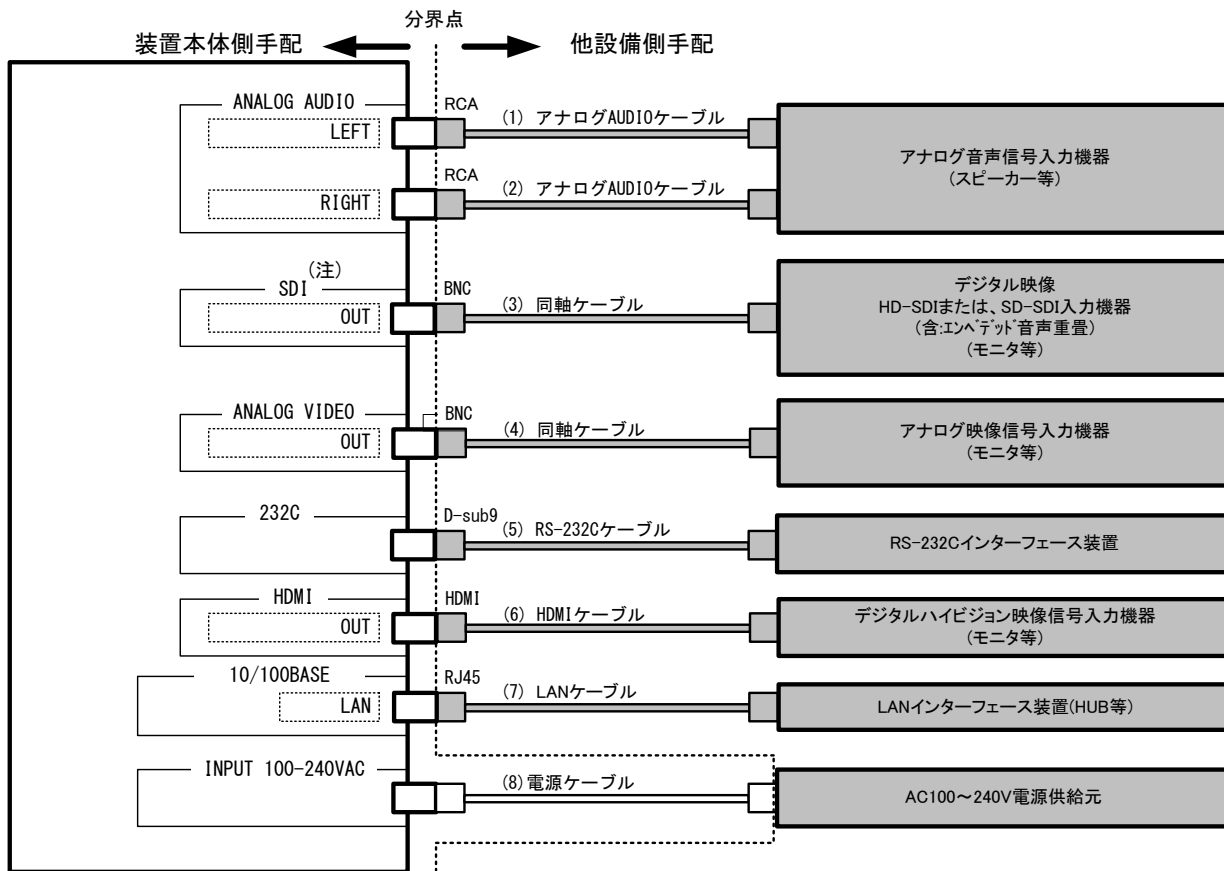 分界点
装置本体側手配
他設備側手配
ANALOG AUDIO
LEFT
RCA
(1) アナログAUDIOケーブル
RIGHT
RCA
(2) アナログAUDIOケーブル
アナログ音声信号入力機器
(スピーカー等)
(注)
SDI
OUT
BNC
(3) 同軸ケーブル
デジタル映像
HD-SDIまたは、SD-SDI入力機器
(含:ｴﾝﾍﾞﾃﾞｯﾄﾞ音声重畳)
(モニタ等)
ANALOG VIDEO
OUT
BNC
(4) 同軸ケーブル
アナログ映像信号入力機器
(モニタ等)
232C
D-sub9
(5) RS-232Cケーブル
RS-232Cインターフェース装置
HDMI
OUT
HDMI
(6) HDMIケーブル
デジタルハイビジョン映像信号入力機器
(モニタ等)
10/100BASE
LAN
RJ45
(7) LANケーブル
LANインターフェース装置(HUB等)
INPUT 100-240VAC
(8)電源ケーブル
AC100～240V電源供給元